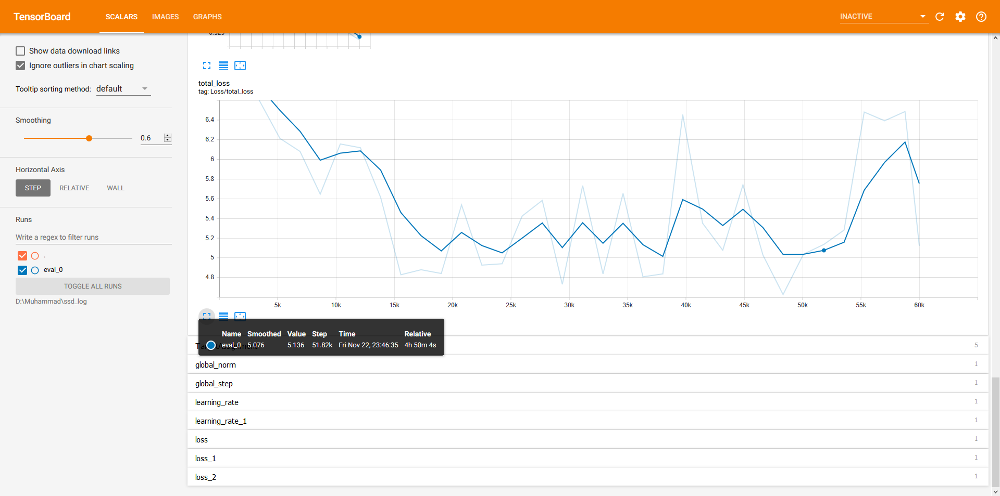 TensorBoard SCALARS IMAGES GRAPHS INACTIVE
Show data download links
Ignore outliers in chart scaling
Tooltip sorting method: default
Smoothing
0.6
Horizontal Axis
STEP RELATIVE WALL
Runs
Write a regex to filter runs
.
eval_0
TOGGLE ALL RUNS
D:\Muhammad\ssd_log
total_loss
tag: Loss/total_loss
6.4
6.2
6
5.8
5.6
5.4
5.2
5
4.8
5k 10k 15k 20k 25k 30k 35k 40k 45k 50k 55k 60k
Name Smoothed Value Step Time Relative
eval_0 5.076 5.136 51.82k Fri Nov 22, 23:46:35 4h 50m 4s
5
global_norm 1
global_step 1
learning_rate 1
learning_rate_1 1
loss 1
loss_1 1
loss_2 1